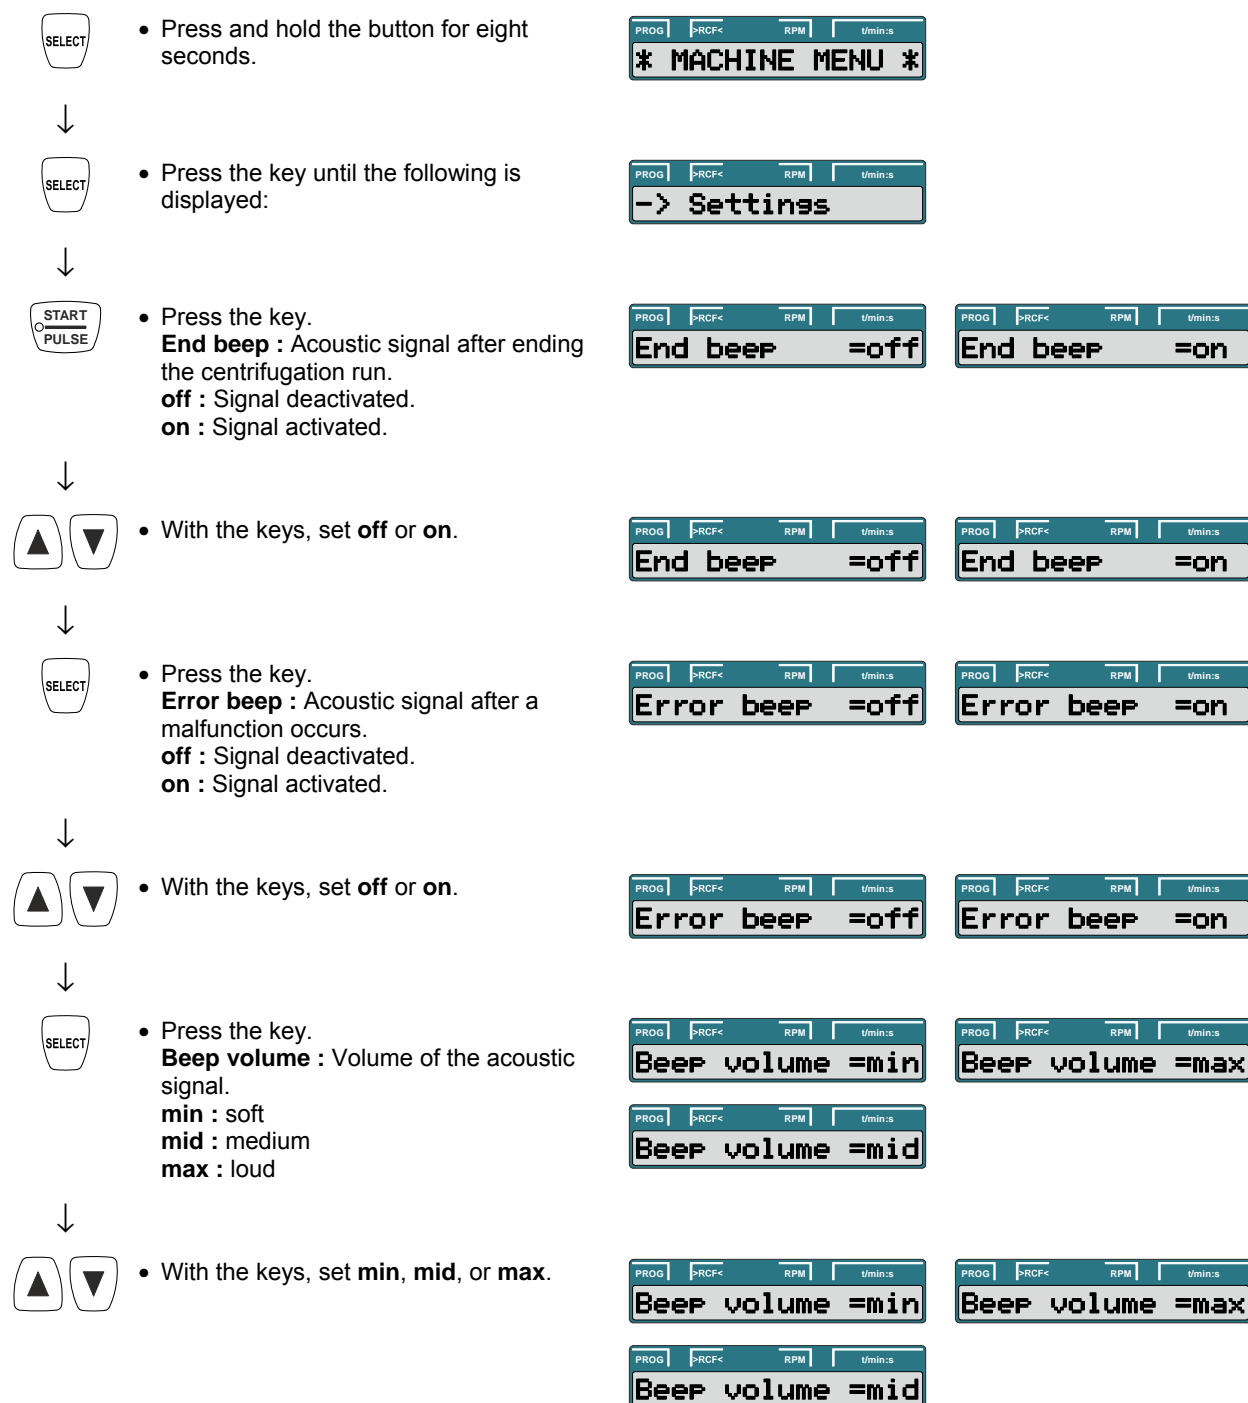 SELECT
• Press and hold the button for eight
seconds.
PROG >RCF< RPM t/min:s
* MACHINE MENU *
↓
SELECT
• Press the key until the following is
displayed:
PROG >RCF< RPM t/min:s
-> Settings
↓
START
PULSE
• Press the key.
End beep : Acoustic signal after ending
the centrifugation run.
off : Signal deactivated.
on : Signal activated.
PROG >RCF< RPM t/min:s
End beep =off
PROG >RCF< RPM t/min:s
End beep =on
↓
▲ ▼
• With the keys, set off or on.
PROG >RCF< RPM t/min:s
End beep =off
PROG >RCF< RPM t/min:s
End beep =on
↓
SELECT
• Press the key.
Error beep : Acoustic signal after a
malfunction occurs.
off : Signal deactivated.
on : Signal activated.
PROG >RCF< RPM t/min:s
Error beep =off
PROG >RCF< RPM t/min:s
Error beep =on
↓
▲ ▼
• With the keys, set off or on.
PROG >RCF< RPM t/min:s
Error beep =off
PROG >RCF< RPM t/min:s
Error beep =on
↓
SELECT
• Press the key.
Beep volume : Volume of the acoustic
signal.
min : soft
mid : medium
max : loud
PROG >RCF< RPM t/min:s
Beep volume =min
PROG >RCF< RPM t/min:s
Beep volume =max
PROG >RCF< RPM t/min:s
Beep volume =mid
↓
▲ ▼
• With the keys, set min, mid, or max.
PROG >RCF< RPM t/min:s
Beep volume =min
PROG >RCF< RPM t/min:s
Beep volume =max
PROG >RCF< RPM t/min:s
Beep volume =mid